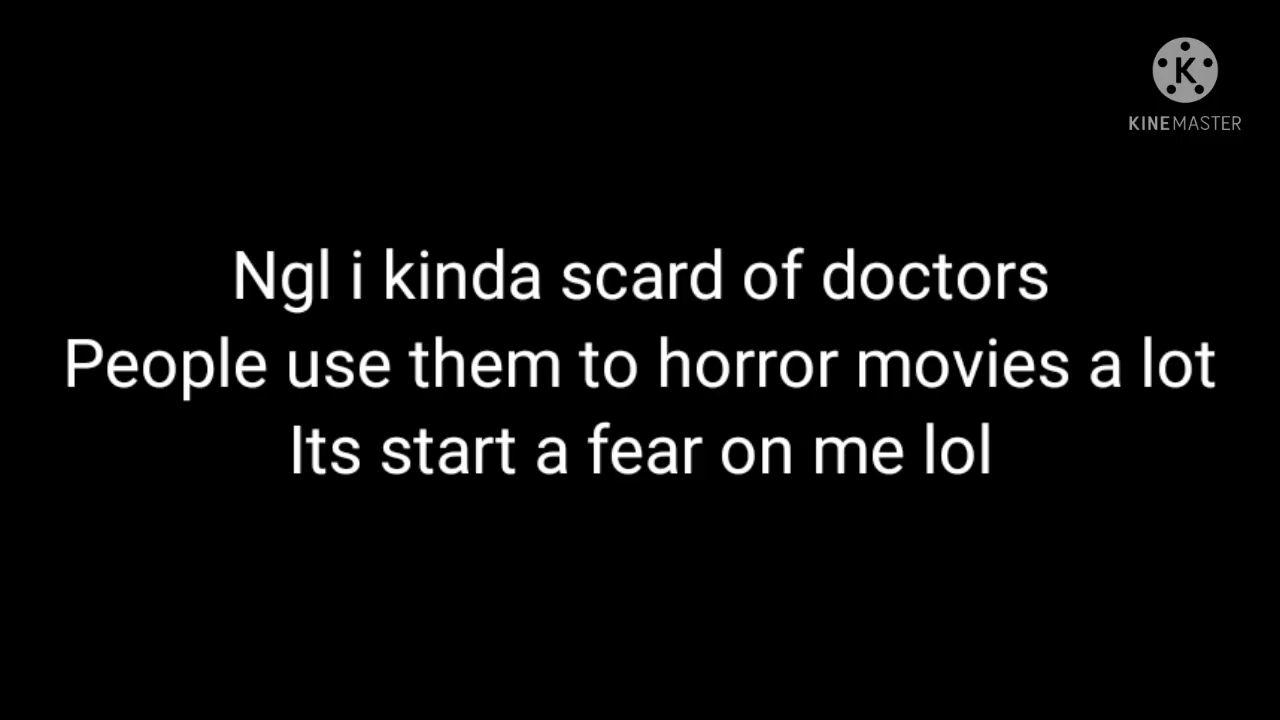 K
KINEMASTER
Ngl i kinda scard of doctors
People use them to horror movies a lot
Its start a fear on me lol